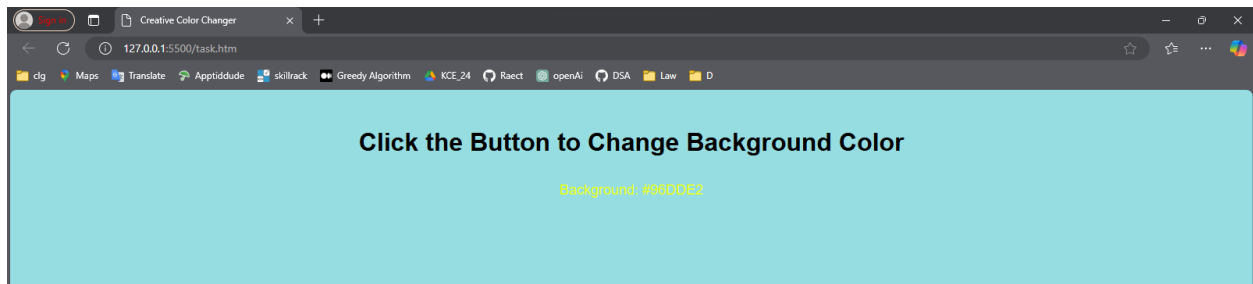 Sign in
Creative Color Changer
127.0.0.1:5500/task.htm
clg Maps Translate Apptiddude skillrack Greedy Algorithm KCE_24 Raect openAi DSA Law D
Click the Button to Change Background Color
Background: #96DDE2